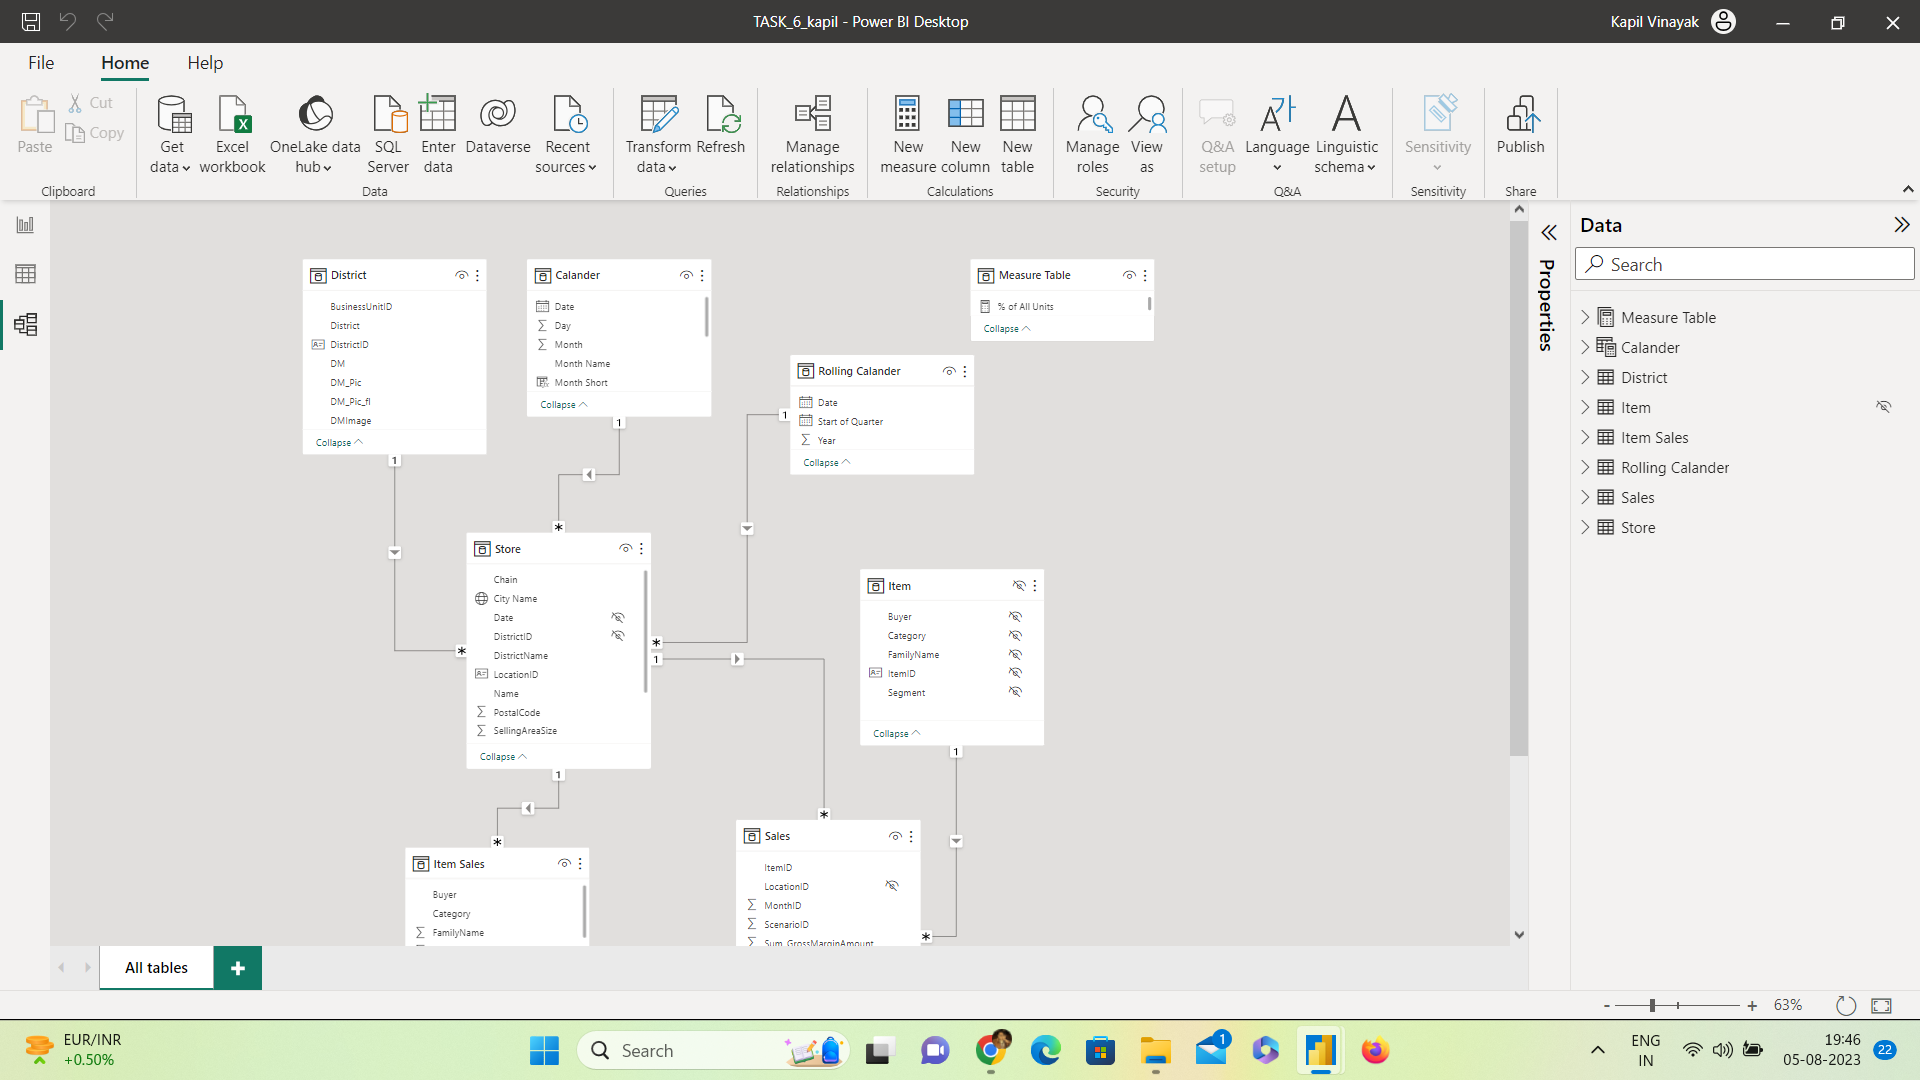 TASK_6_kapil - Power BI Desktop
Kapil Vinayak
File
Home
Help
Paste
Cut
Copy
Clipboard
Get data
Excel workbook
OneLake data hub
SQL Server
Enter data
Dataverse
Recent sources
Data
Transform data
Refresh
Queries
Manage relationships
Relationships
New measure
New column
New table
Calculations
Manage roles
View as
Security
Q&A setup
Language
Linguistic schema
Q&A
Sensitivity
Sensitivity
Publish
Share
District
BusinessUnitID
District
DistrictID
DM
DM_Pic
DM_Pic_fl
DMImage
Collapse
1
*
Calander
Date
Day
Month
Month Name
Month Short
Collapse
1
*
Measure Table
% of All Units
Collapse
Rolling Calander
Date
Start of Quarter
Year
Collapse
1
*
Store
Chain
City Name
Date
DistrictID
DistrictName
LocationID
Name
PostalCode
SellingAreaSize
Collapse
1
1
*
*
Item
Buyer
Category
FamilyName
ItemID
Segment
Collapse
1
*
Item Sales
Buyer
Category
FamilyName
Sales
ItemID
LocationID
MonthID
ScenarioID
Sum_GrossMarginAmount
Properties
Data
Search
Measure Table
Calander
District
Item
Item Sales
Rolling Calander
Sales
Store
All tables
+
- + 63%
EUR/INR
+0.50%
Search
1
ENG
IN
19:46
05-08-2023
22